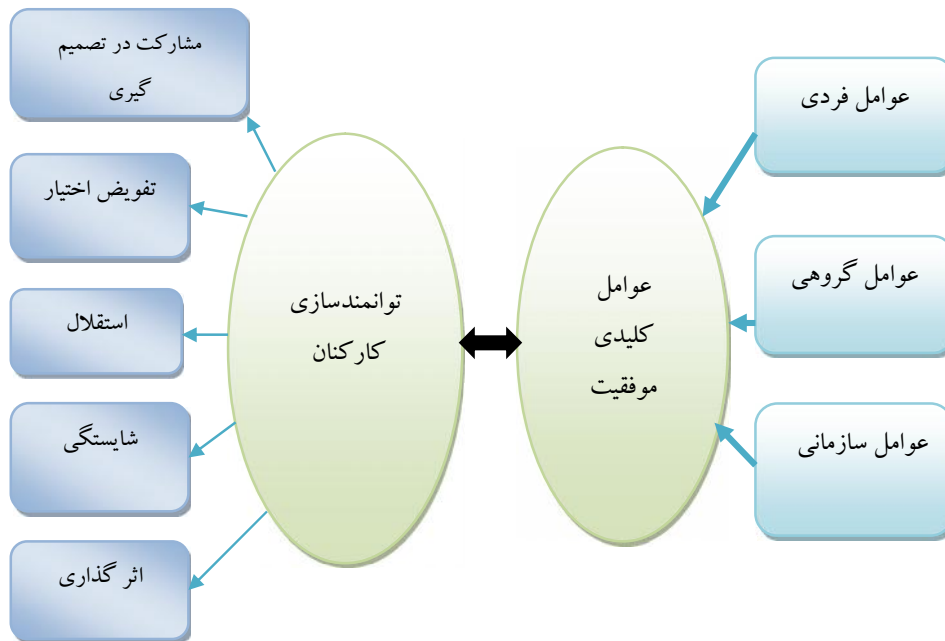 عوامل فردی
عوامل گروهی
عوامل سازمانی
عوامل
کلیدی
موفقیت
توانمندسازی
کارکنان
مشارکت در تصمیم
گیری
تفویض اختیار
استقلال
شایستگی
اثر گذاری